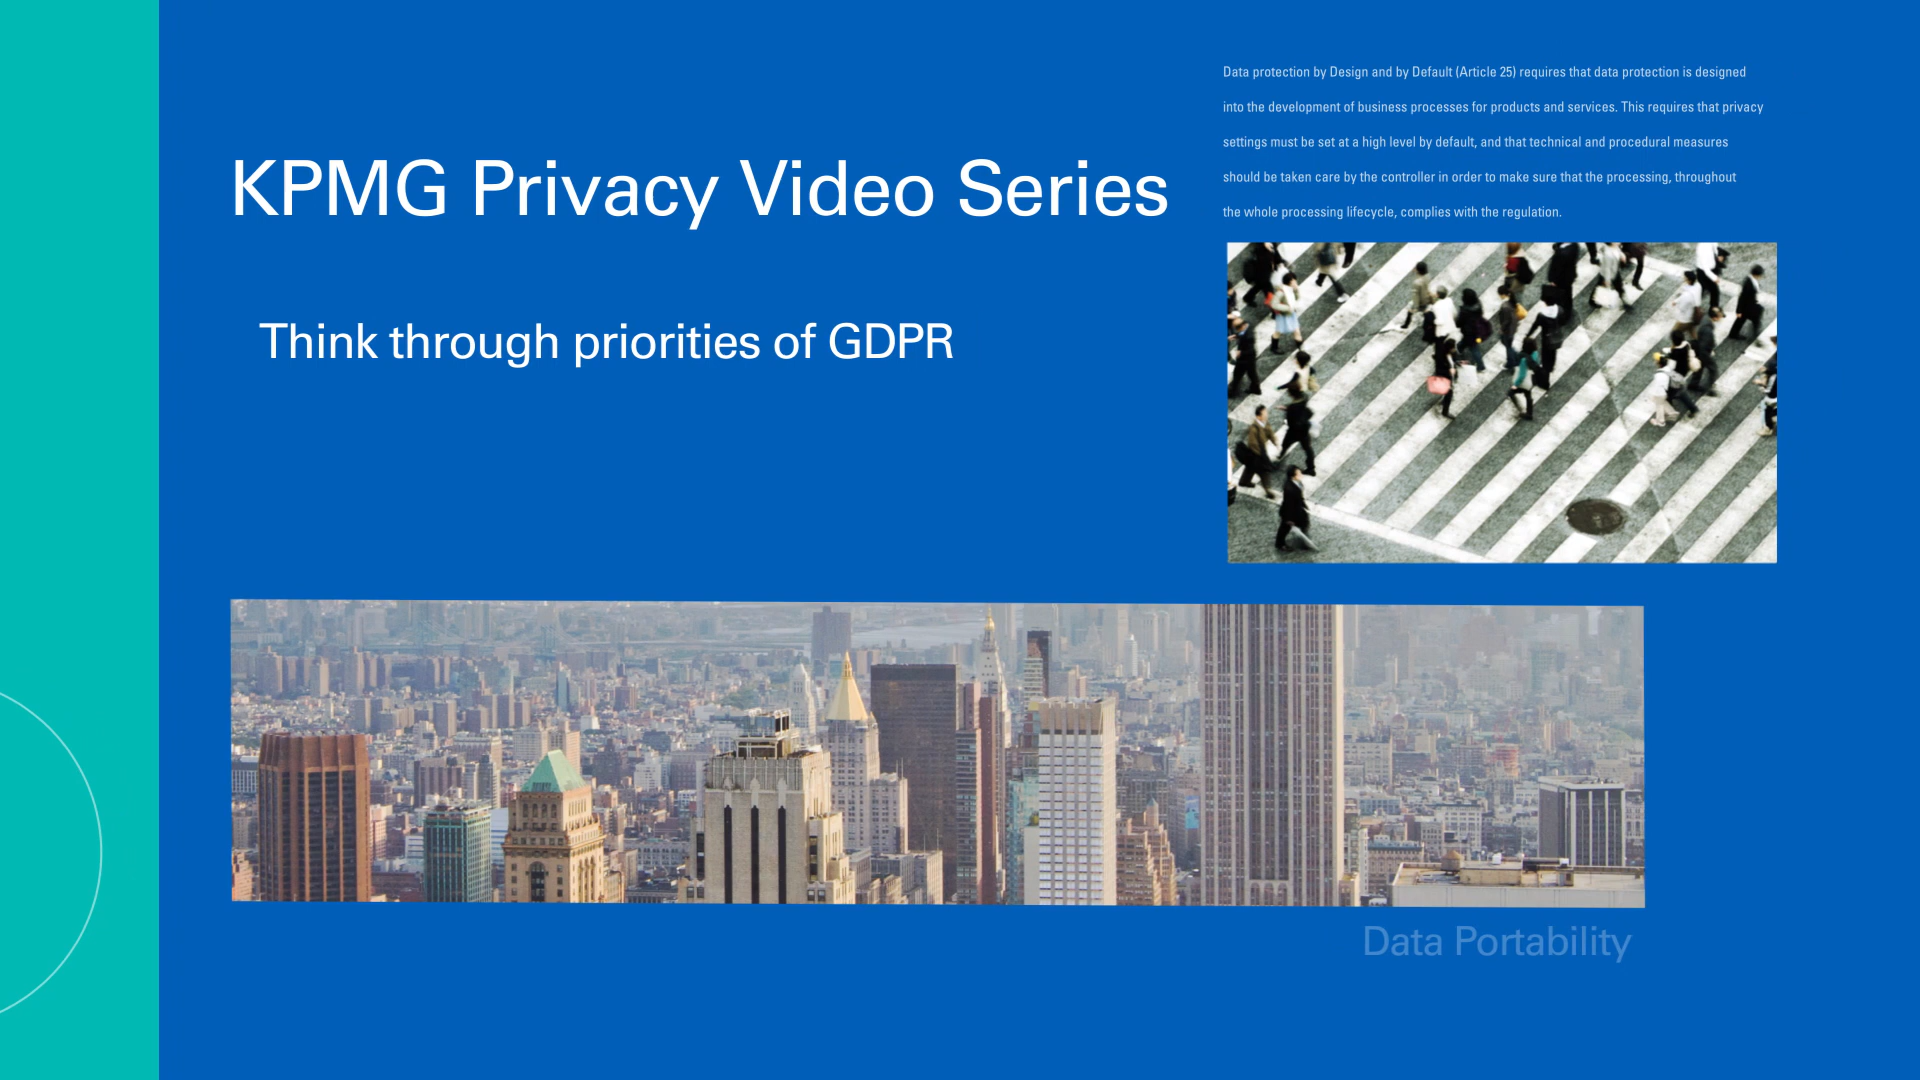 KPMG Privacy Video Series
Think through priorities of GDPR
Data protection by Design and by Default (Article 25) requires that data protection is designed
into the development of business processes for products and services. This requires that privacy
settings must be set at a high level by default, and that technical and procedural measures
should be taken care by the controller in order to make sure that the processing, throughout
the whole processing lifecycle, complies with the regulation.
Data Portability